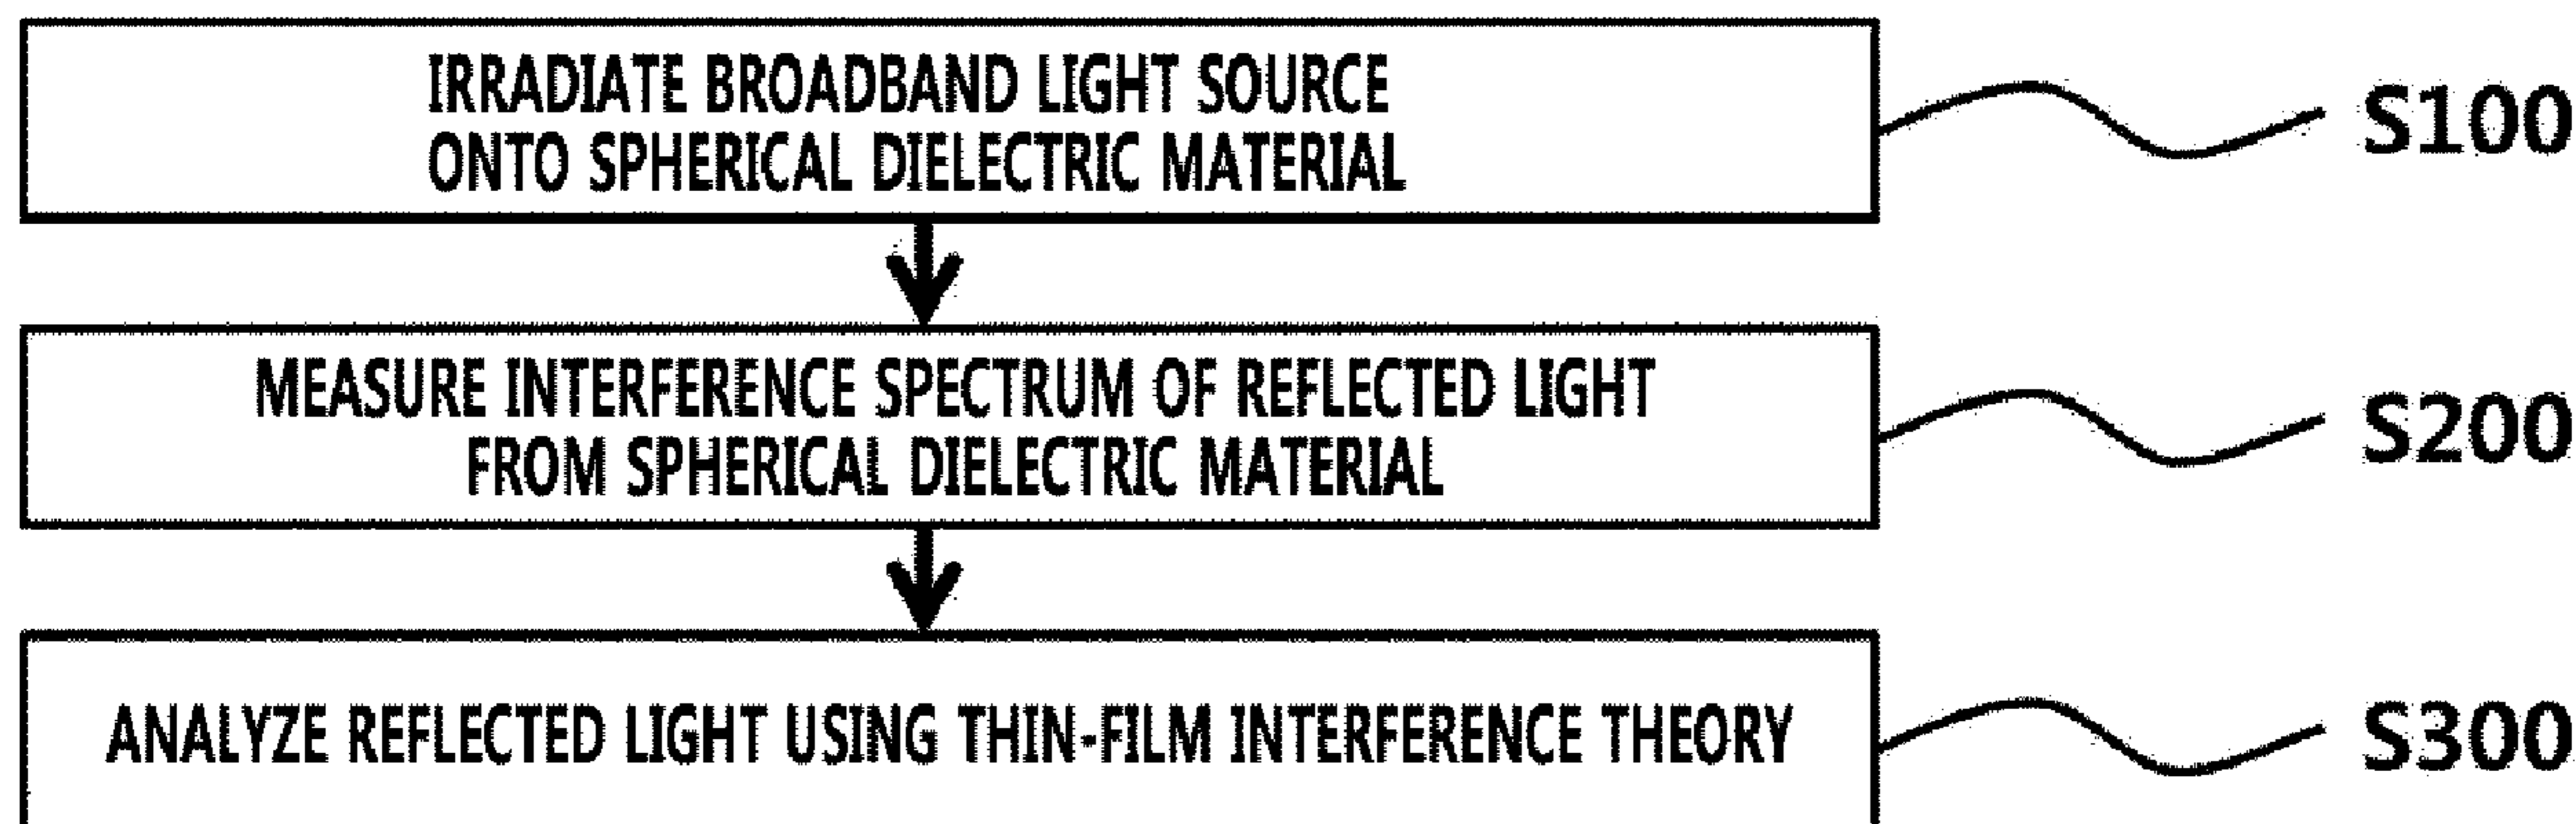 IRRADIATE BROADBAND LIGHT SOURCE
ONTO SPHERICAL DIELECTRIC MATERIAL
S100
MEASURE INTERFERENCE SPECTRUM OF REFLECTED LIGHT
FROM SPHERICAL DIELECTRIC MATERIAL
S200
ANALYZE REFLECTED LIGHT USING THIN-FILM INTERFERENCE THEORY
S300